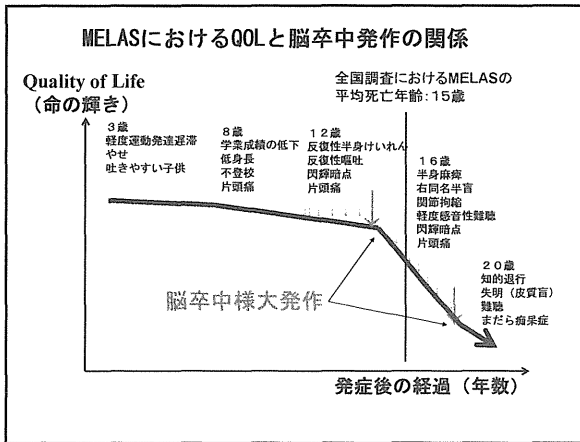 MELASにおけるQOLと脳卒中発作の関係
Quality of Life
（命の輝き）
全国調査におけるMELASの
平均死亡年齢：15歳
３歳
軽度運動発達遅滞
やせ
吐きやすい子供
８歳
学業成績の低下
低身長
不登校
片頭痛
１２歳
反復性半身けいれん
反復性嘔吐
閃輝暗点
片頭痛
１６歳
半身麻痺
右同名半盲
関節拘縮
軽度感音性難聴
閃輝暗点
片頭痛
２０歳
知的退行
失明（皮質盲）
難聴
まだら痴呆症
脳卒中様大発作
発症後の経過（年数）